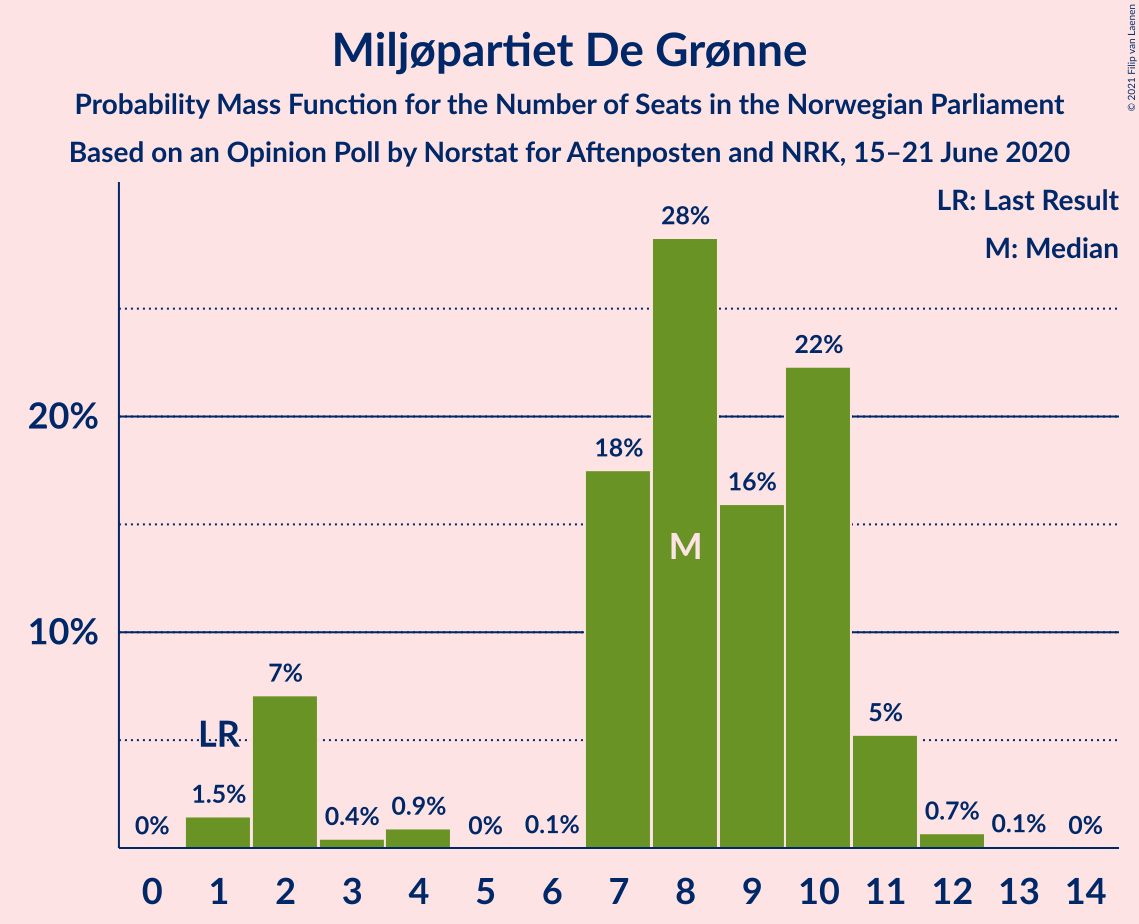 © 2021 Filip van Laenen
Miljøpartiet De Grønne
Probability Mass Function for the Number of Seats in the Norwegian Parliament
Based on an Opinion Poll by Norstat for Aftenposten and NRK, 15–21 June 2020
LR: Last Result
M: Median
28%
22%
20%
18%
16%
M
10%
7%
LR
5%
1.5%
0%
0.4%
0.9%
0%
0.1%
0.7%
0.1%
0%
0 1 2 3 4 5 6 7 8 9 10 11 12 13 14